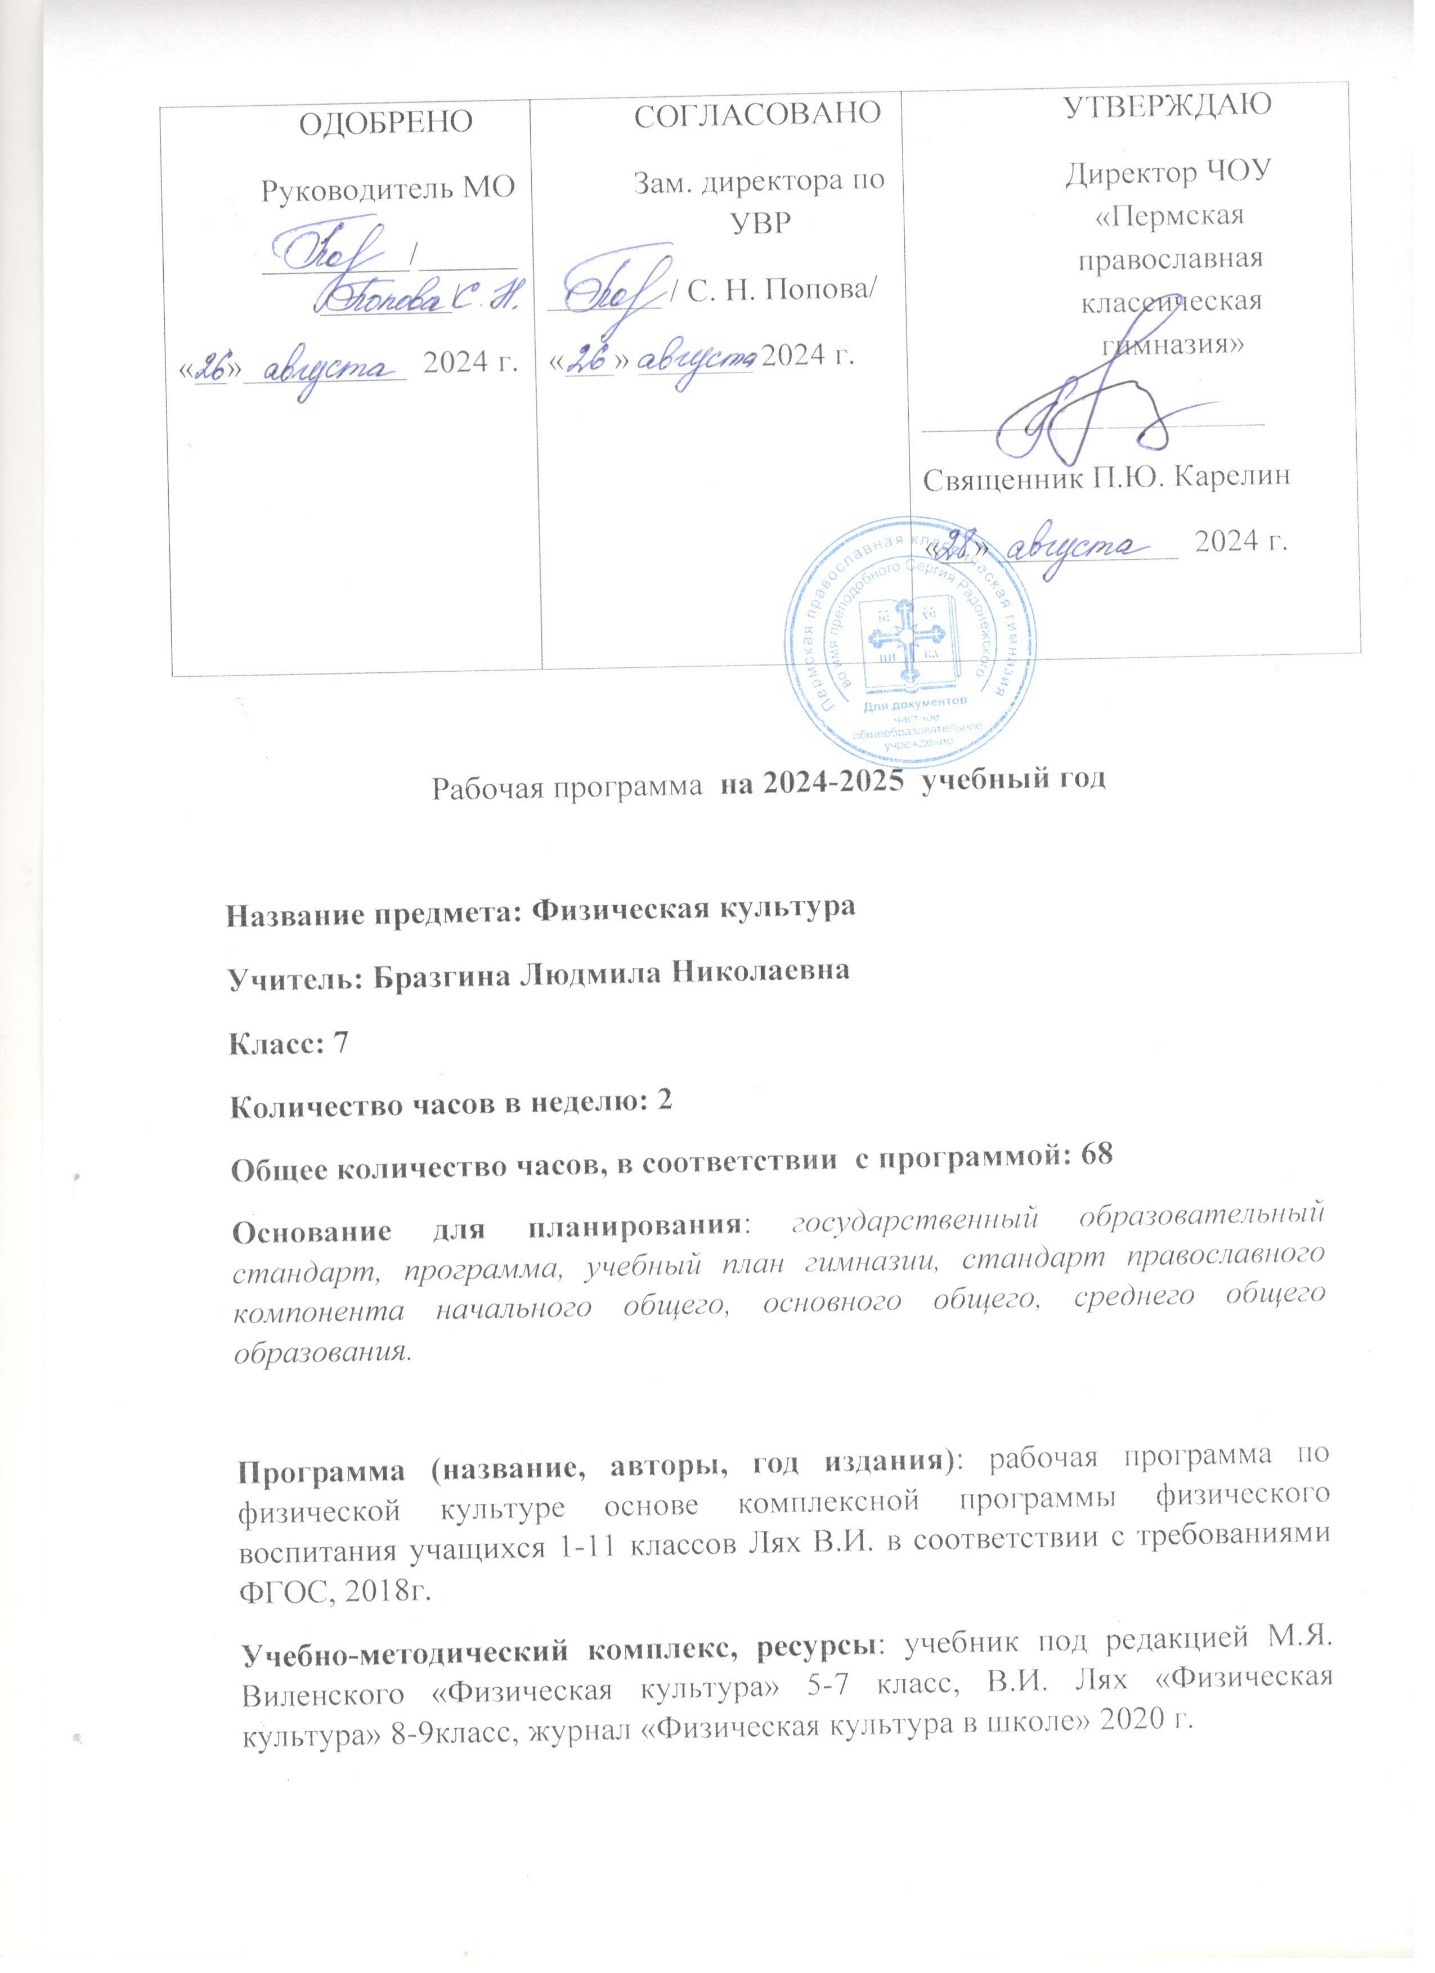 ОДОБРЕНО
Руководитель МО
/
Попова С. Н.
«26» августа 2024 г.
СОГЛАСОВАНО
Зам. директора по
УВР
/ С. Н. Попова/
«26» августа 2024 г.
УТВЕРЖДАЮ
Директор ЧОУ
«Пермская
православная
классическая
гимназия»
Священник П.Ю. Карелин
«28» августа 2024 г.
Пермская православная классическая гимназия
во имя преподобного Сергия Радонежского
НИ КА
Для документов
частное
общеобразовательное
учреждение
Рабочая программа на 2024-2025 учебный год
Название предмета: Физическая культура
Учитель: Бразгина Людмила Николаевна
Класс: 7
Количество часов в неделю: 2
Общее количество часов, в соответствии с программой: 68
Основание для планирования: государственный образовательный
стандарт, программа, учебный план гимназии, стандарт православного
компонента начального общего, основного общего, среднего общего
образования.
Программа (название, авторы, год издания): рабочая программа по
физической культуре основе комплексной программы физического
воспитания учащихся 1-11 классов Лях В.И. в соответствии с требованиями
ФГОС, 2018г.
Учебно-методический комплекс, ресурсы: учебник под редакцией М.Я.
Виленского «Физическая культура» 5-7 класс, В.И. Лях «Физическая
культура» 8-9класс, журнал «Физическая культура в школе» 2020 г.